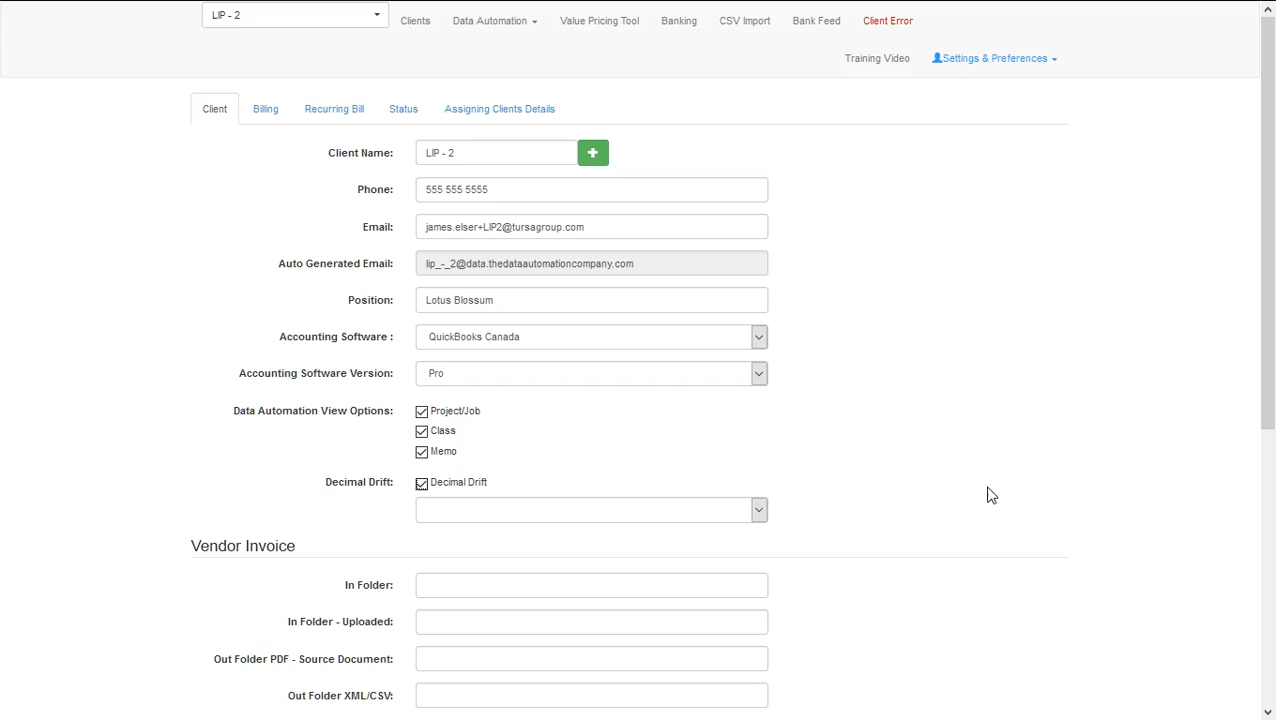 LIP - 2
Clients
Data Automation
Value Pricing Tool
Banking
CSV Import
Bank Feed
Client Error
Training Video
Settings & Preferences
Client
Billing
Recurring Bill
Status
Assigning Clients Details
Client Name:
LIP - 2
Phone:
555 555 5555
Email:
james.elser+LIP2@tursagroup.com
Auto Generated Email:
lip_-_2@data.thedataautomationcompany.com
Position:
Lotus Blossum
Accounting Software :
QuickBooks Canada
Accounting Software Version:
Pro
Data Automation View Options:
Project/Job
Class
Memo
Decimal Drift:
Decimal Drift
Vendor Invoice
In Folder:
In Folder - Uploaded:
Out Folder PDF - Source Document:
Out Folder XML/CSV: